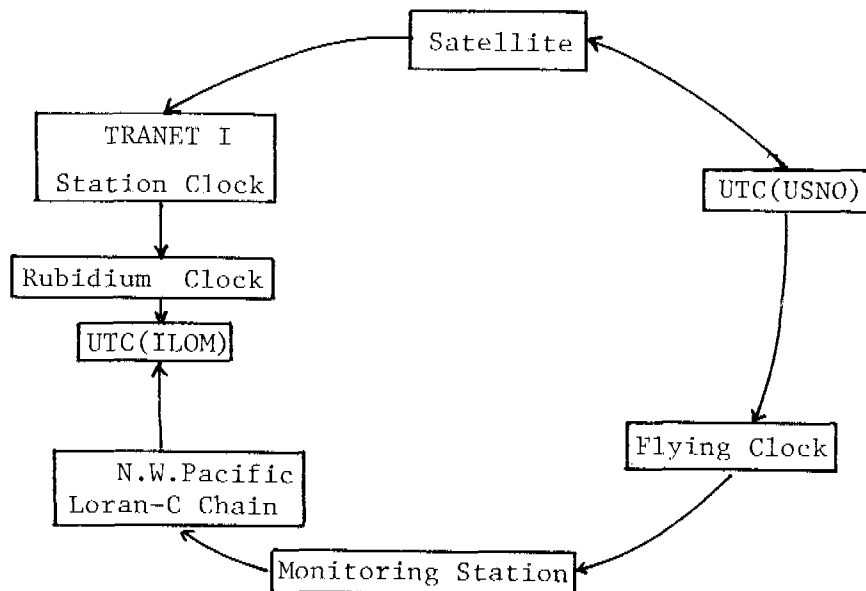 Satellite
TRANET I
Station Clock
UTC(USNO)
Rubidium Clock
UTC(ILOM)
Flying Clock
N.W.Pacific
Loran-C Chain
Monitoring Station